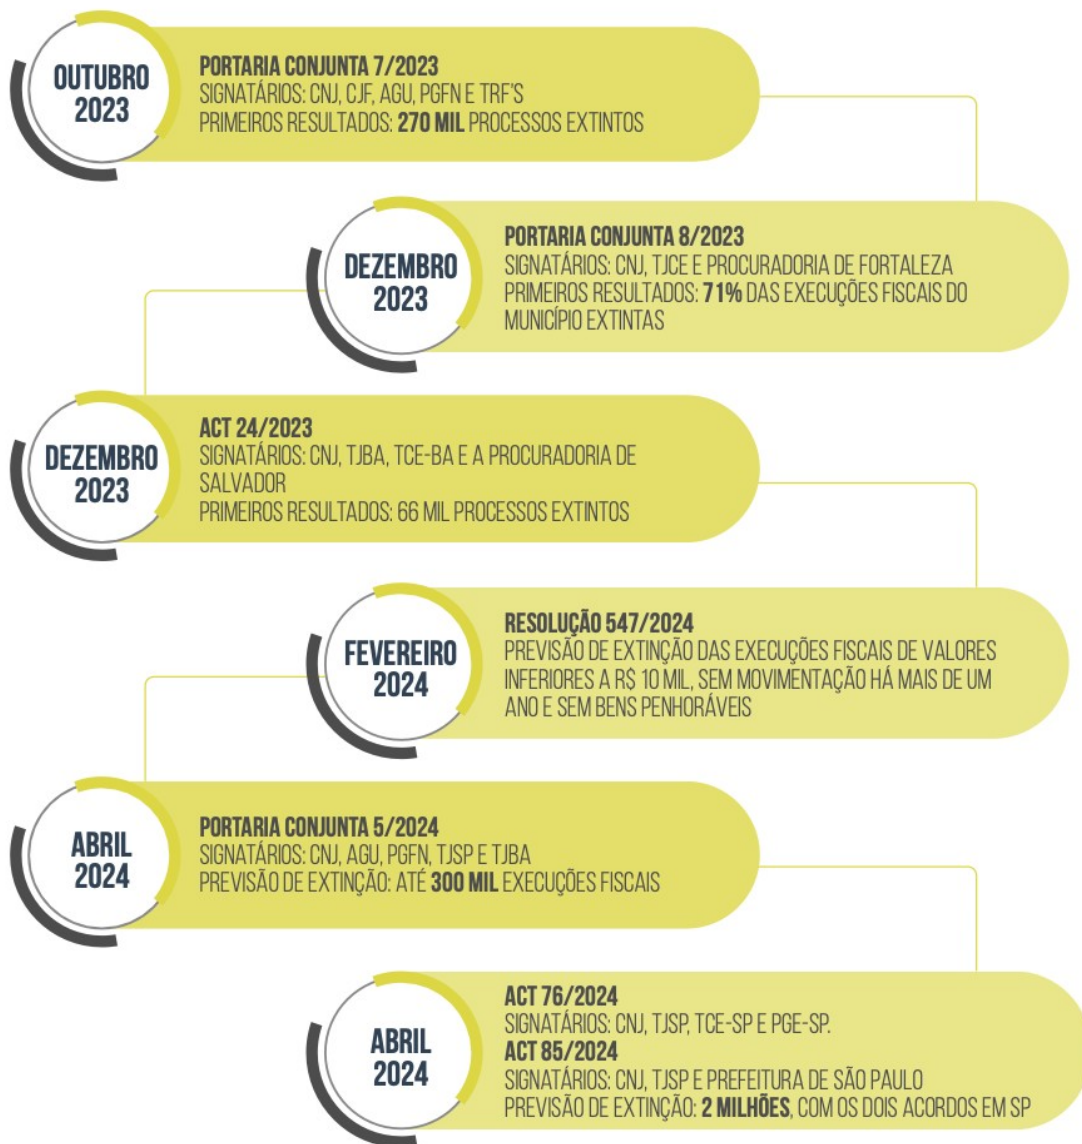 OUTUBRO
2023
PORTARIA CONJUNTA 7/2023
SIGNATÁRIOS: CNJ, CJF, AGU, PGFN E TRF'S
PRIMEIROS RESULTADOS: 270 MIL PROCESSOS EXTINTOS
DEZEMBRO
2023
PORTARIA CONJUNTA 8/2023
SIGNATÁRIOS: CNJ, TJCE E PROCURADORIA DE FORTALEZA
PRIMEIROS RESULTADOS: 71% DAS EXECUÇÕES FISCAIS DO
MUNICÍPIO EXTINTAS
DEZEMBRO
2023
ACT 24/2023
SIGNATÁRIOS: CNJ, TJBA, TCE-BA E A PROCURADORIA DE
SALVADOR
PRIMEIROS RESULTADOS: 66 MIL PROCESSOS EXTINTOS
FEVEREIRO
2024
RESOLUÇÃO 547/2024
PREVISÃO DE EXTINÇÃO DAS EXECUÇÕES FISCAIS DE VALORES
INFERIORES A R$ 10 MIL, SEM MOVIMENTAÇÃO HÁ MAIS DE UM
ANO E SEM BENS PENHORÁVEIS
ABRIL
2024
PORTARIA CONJUNTA 5/2024
SIGNATÁRIOS: CNJ, AGU, PGFN, TJSP E TJBA
PREVISÃO DE EXTINÇÃO: ATÉ 300 MIL EXECUÇÕES FISCAIS
ABRIL
2024
ACT 76/2024
SIGNATÁRIOS: CNJ, TJSP, TCE-SP E PGE-SP.
ACT 85/2024
SIGNATÁRIOS: CNJ, TJSP E PREFEITURA DE SÃO PAULO
PREVISÃO DE EXTINÇÃO: 2 MILHÕES, COM OS DOIS ACORDOS EM SP